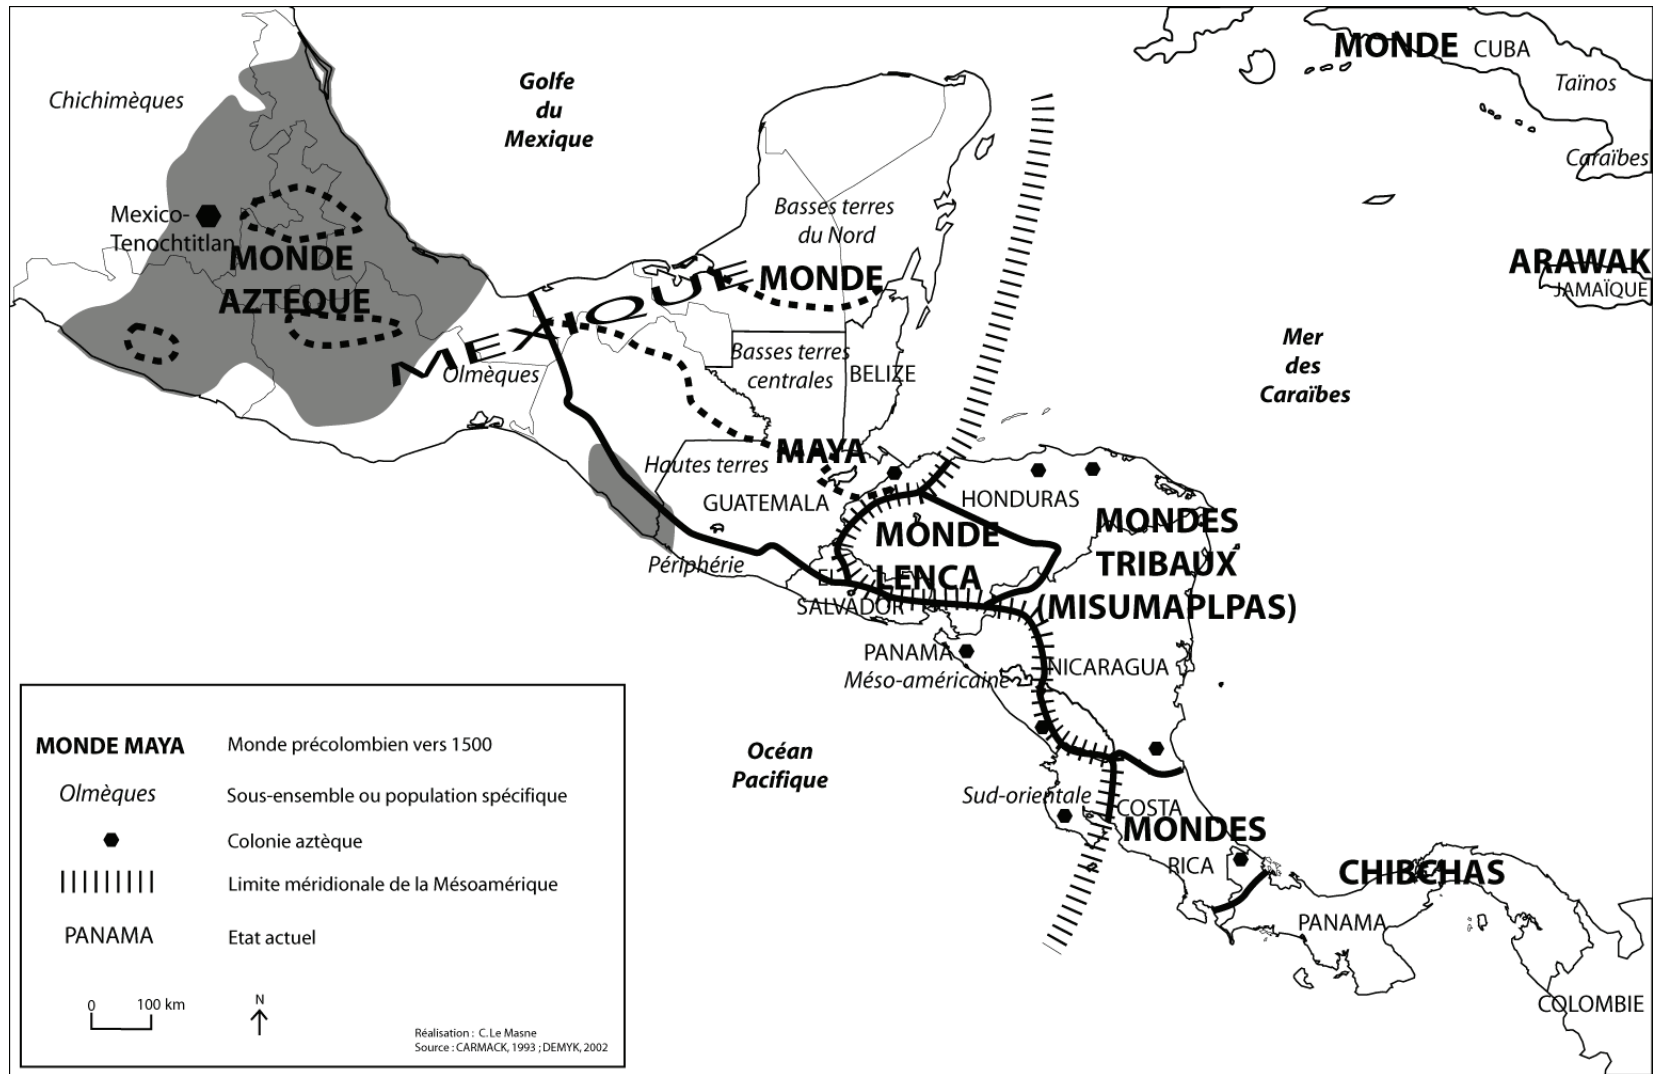 Chichimèques
Golfe
du
Mexique
MONDE CUBA
Taïnos
Caraïbes
Mexico-
Tenochtitlan
MONDE
AZTEQUE
Basses terres
du Nord
MONDE
MEXIQUE
ARAWAK
JAMAÏQUE
Olmèques
Basses terres
centrales
BELIZE
Mer
des
Caraïbes
MAYA
Hautes terres
GUATEMALA
HONDURAS
MONDE
LENCA
MONDES
TRIBAUX
(MISUMAPLPAS)
Périphérie
EL
SALVADOR
PANAMA
Méso-américaine
NICARAGUA
Océan
Pacifique
Sud-orientale
COSTA
MONDES
RICA
CHIBCHAS
PANAMA
COLOMBIE
MONDE MAYA Monde précolombien vers 1500
Olmèques Sous-ensemble ou population spécifique
Colonie aztèque
Limite méridionale de la Mésoamérique
PANAMA Etat actuel
0 100 km
N
Réalisation : C.Le Masne
Source : CARMACK, 1993 ; DEMYK, 2002